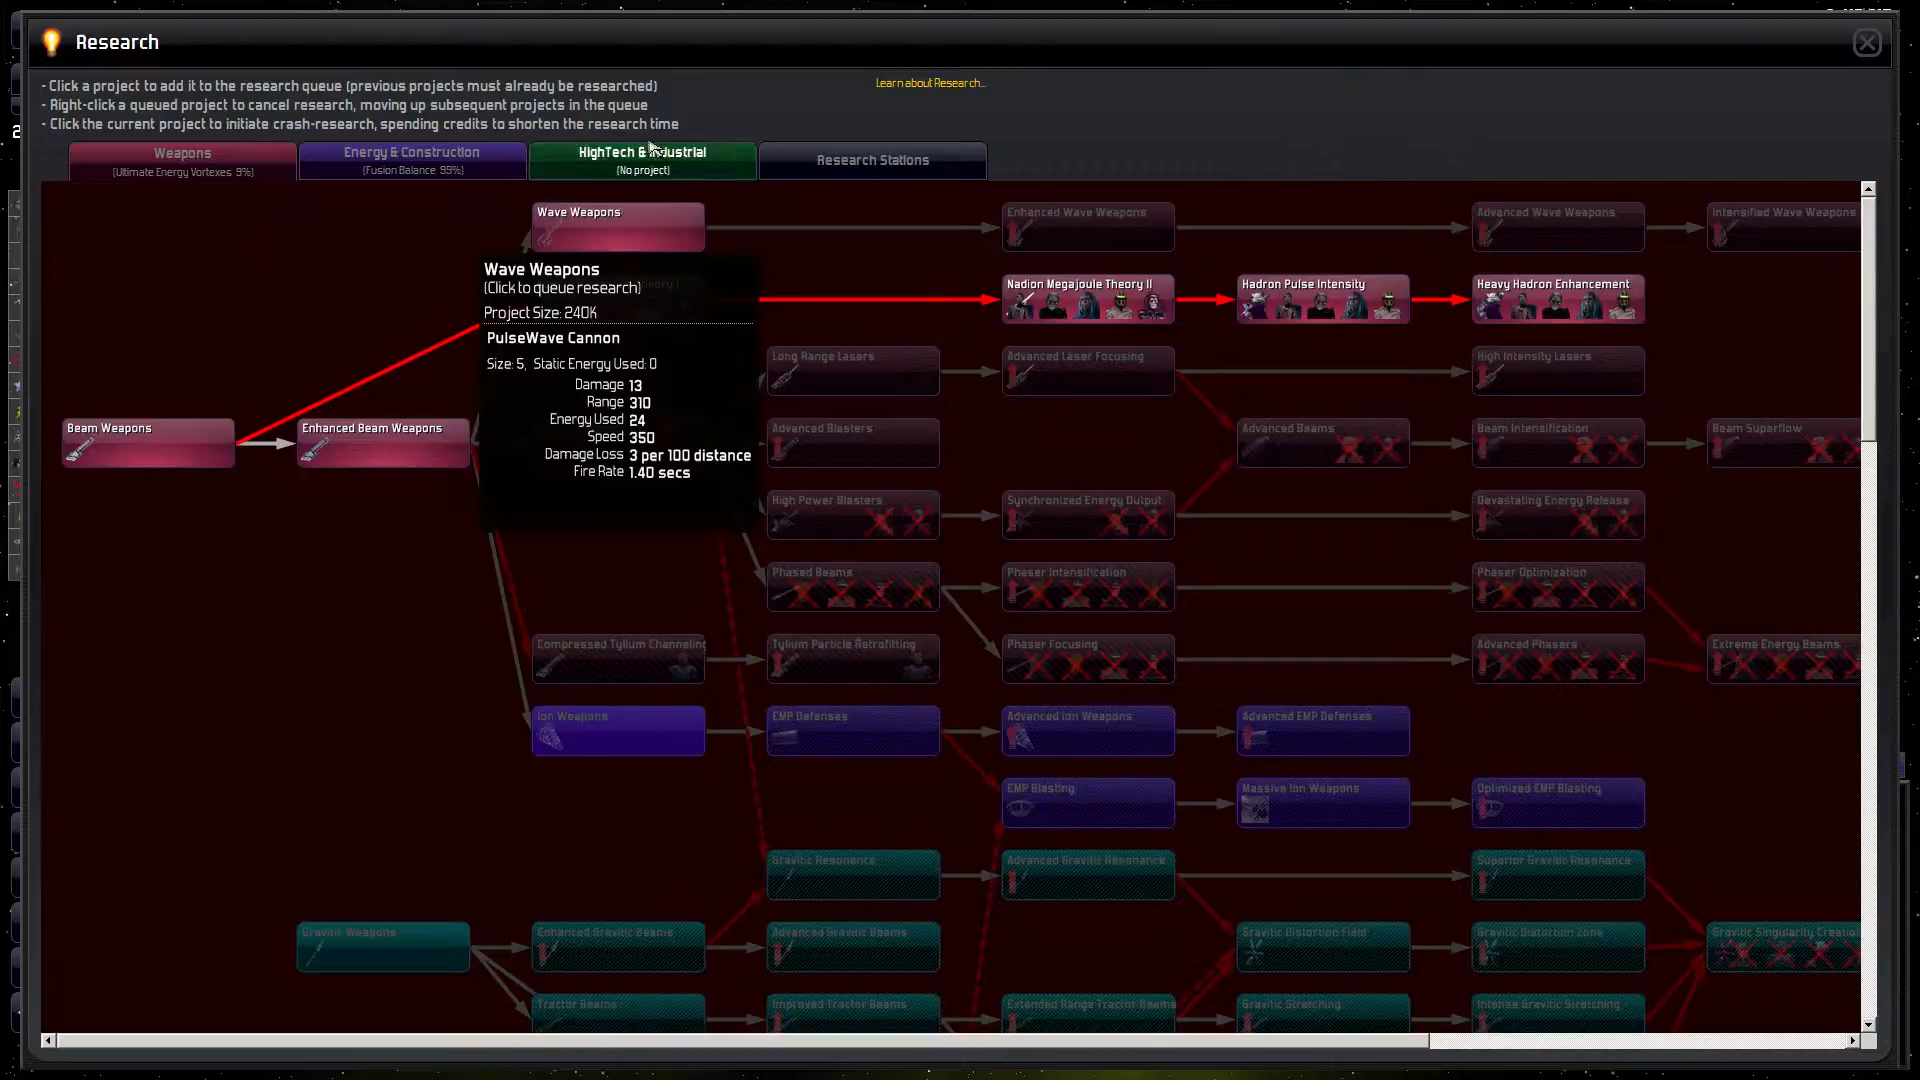 Research
- Click a project to add it to the research queue (previous projects must already be researched)
Learn about Research...
- Right-click a queued project to cancel research, moving up subsequent projects in the queue
- Click the current project to initiate crash-research, spending credits to shorten the research time
Weapons
(Ultimate Energy Vortexes 9%)
Energy & Construction
(Fusion Balance 99%)
HighTech & Industrial
(No project)
Research Stations
Wave Weapons
Enhanced Wave Weapons
Advanced Wave Weapons
Intensified Wave Weapons
Wave Weapons
(Click to queue research)
Project Size: 240K
PulseWave Cannon
Size: 5, Static Energy Used: 0
Damage 13
Range 310
Energy Used 24
Speed 350
Damage Loss 3 per 100 distance
Fire Rate 1.40 secs
Nadion Megajoule Theory II
Hadron Pulse Intensity
Heavy Hadron Enhancement
Long Range Lasers
Advanced Laser Focusing
High Intensity Lasers
Beam Weapons
Enhanced Beam Weapons
Advanced Blasters
Advanced Beams
Beam Intensification
Beam Superflow
High Power Blasters
Synchronized Energy Output
Devastating Energy Release
Phased Beams
Phaser Intensification
Phaser Optimization
Compressed Tylium Channeling
Tylium Particle Retrofitting
Phaser Focusing
Advanced Phasers
Extreme Energy Beams
Ion Weapons
EMP Defenses
Advanced Ion Weapons
Advanced EMP Defenses
EMP Blasting
Massive Ion Weapons
Optimized EMP Blasting
Gravitic Resonance
Advanced Gravitic Resonance
Superior Gravitic Resonance
Gravitic Weapons
Enhanced Gravitic Beams
Advanced Gravitic Beams
Gravitic Distortion Field
Gravitic Distortion Zone
Gravitic Singularity Creation
Tractor Beams
Improved Tractor Beams
Extended Range Tractor Beams
Gravitic Stretching
Intense Gravitic Stretching